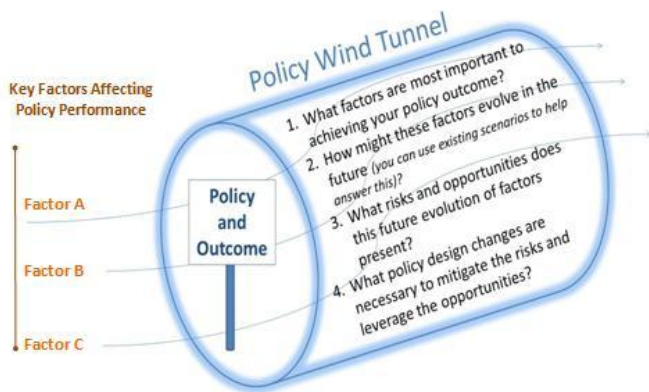 Policy Wind Tunnel
Key Factors Affecting
Policy Performance
Factor A
Factor B
Factor C
Policy
and
Outcome
1. What factors are most important to
achieving your policy outcome?
2. How might these factors evolve in the
future (you can use existing scenarios to help
answer this)?
3. What risks and opportunities does
this future evolution of factors
present?
4. What policy design changes are
necessary to mitigate the risks and
leverage the opportunities?